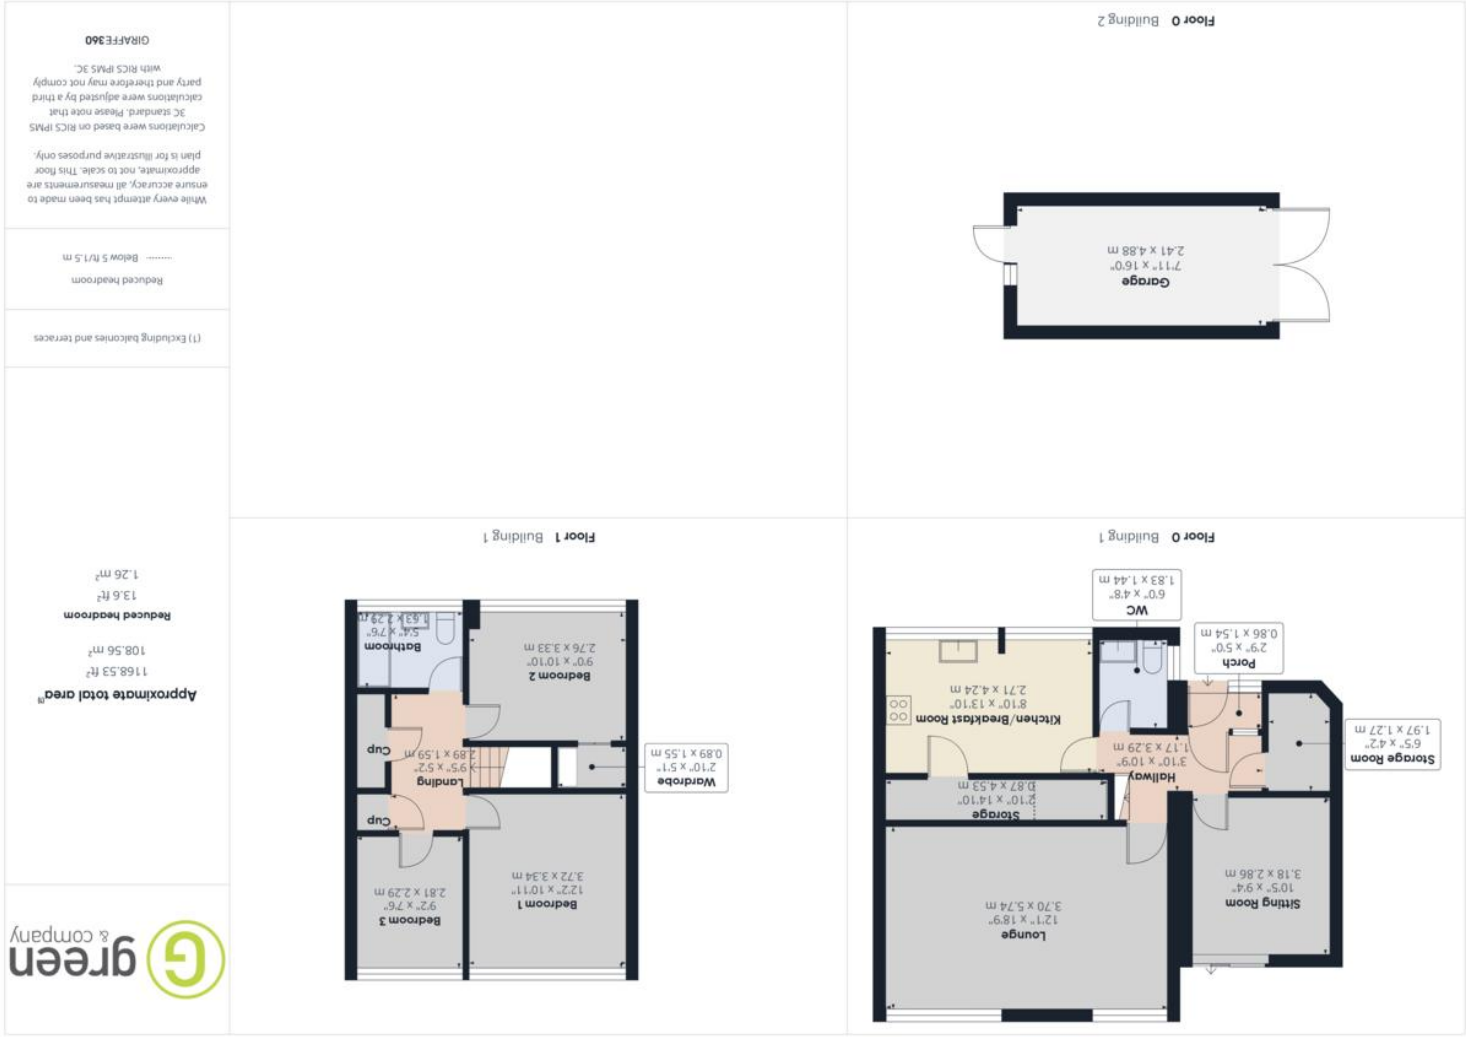 Sitting Room
10'5" x 9'4"
3.18 x 2.86 m
Lounge
12'1" x 18'9"
3.70 x 5.74 m
Storage Room
6'5" x 4'2"
1.97 x 1.27 m
Hallway
3'10" x 10'9"
1.17 x 3.29 m
Storage
2'10" x 14'10"
0.87 x 4.53 m
Porch
2'9" x 5'0"
0.86 x 1.54 m
WC
6'0" x 4'8"
1.83 x 1.44 m
Kitchen/Breakfast Room
8'10" x 13'10"
2.71 x 4.24 m
Floor 0 Building 1
Bedroom 1
12'2" x 10'11"
3.72 x 3.34 m
Bedroom 3
9'2" x 7'6"
2.81 x 2.29 m
Cup
Wardrobe
2'10" x 5'1"
0.89 x 1.55 m
Landing
9'5" x 5'2"
2.89 x 1.59 m
Cup
Bedroom 2
9'0" x 10'10"
2.76 x 3.33 m
Bathroom
5'4" x 7'6"
1.63 x 2.29 m
Floor 1 Building 1
Garage
7'11" x 16'0"
2.41 x 4.88 m
Floor 0 Building 2
G green
& company
Approximate total area(1)
1168.53 ft²
108.56 m²
Reduced headroom
13.6 ft²
1.26 m²
(1) Excluding balconies and terraces
Reduced headroom
Below 5 ft/1.5 m
While every attempt has been made to
ensure accuracy, all measurements are
approximate, not to scale. This floor
plan is for illustrative purposes only.
Calculations were based on RICS IPMS
3C standard. Please note that
calculations were adjusted by a third
party and therefore may not comply
with RICS IPMS 3C.
GIRAFFE360